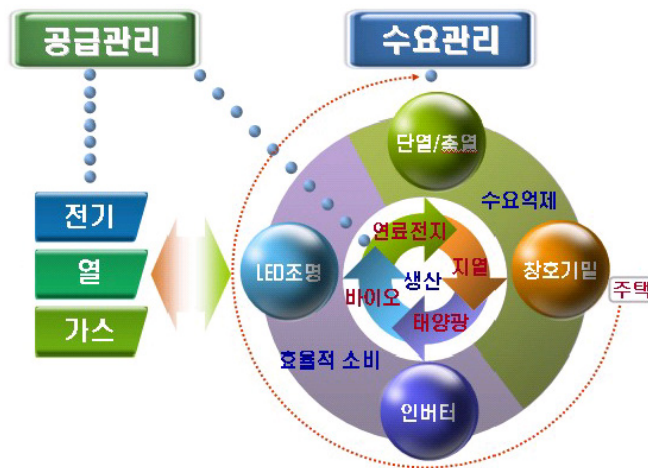 공급관리
수요관리
단열/축열
전기
수요억제
연료전지
열
LED조명
생산
지열
창호기밀
바이오
주택
가스
태양광
효율적 소비
인버터